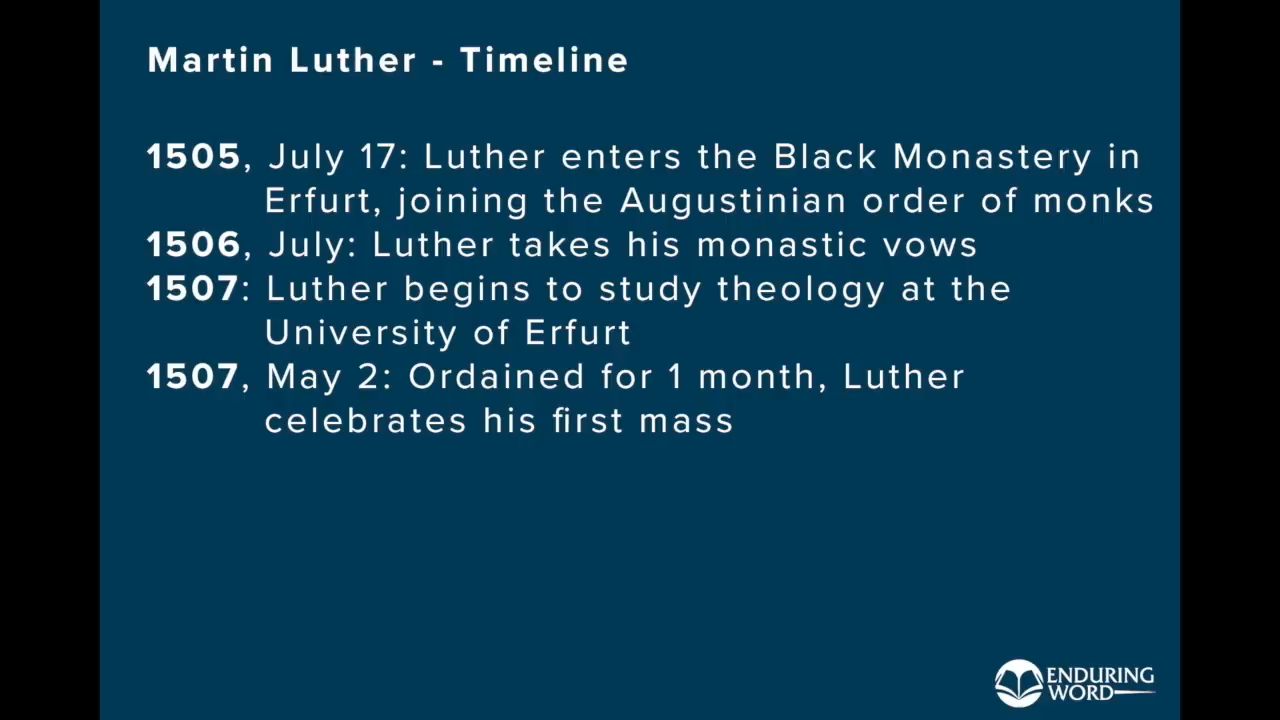 Martin Luther - Timeline
1505, July 17: Luther enters the Black Monastery in
Erfurt, joining the Augustinian order of monks
1506, July: Luther takes his monastic vows
1507: Luther begins to study theology at the
University of Erfurt
1507, May 2: Ordained for 1 month, Luther
celebrates his first mass
ENDURING
WORD